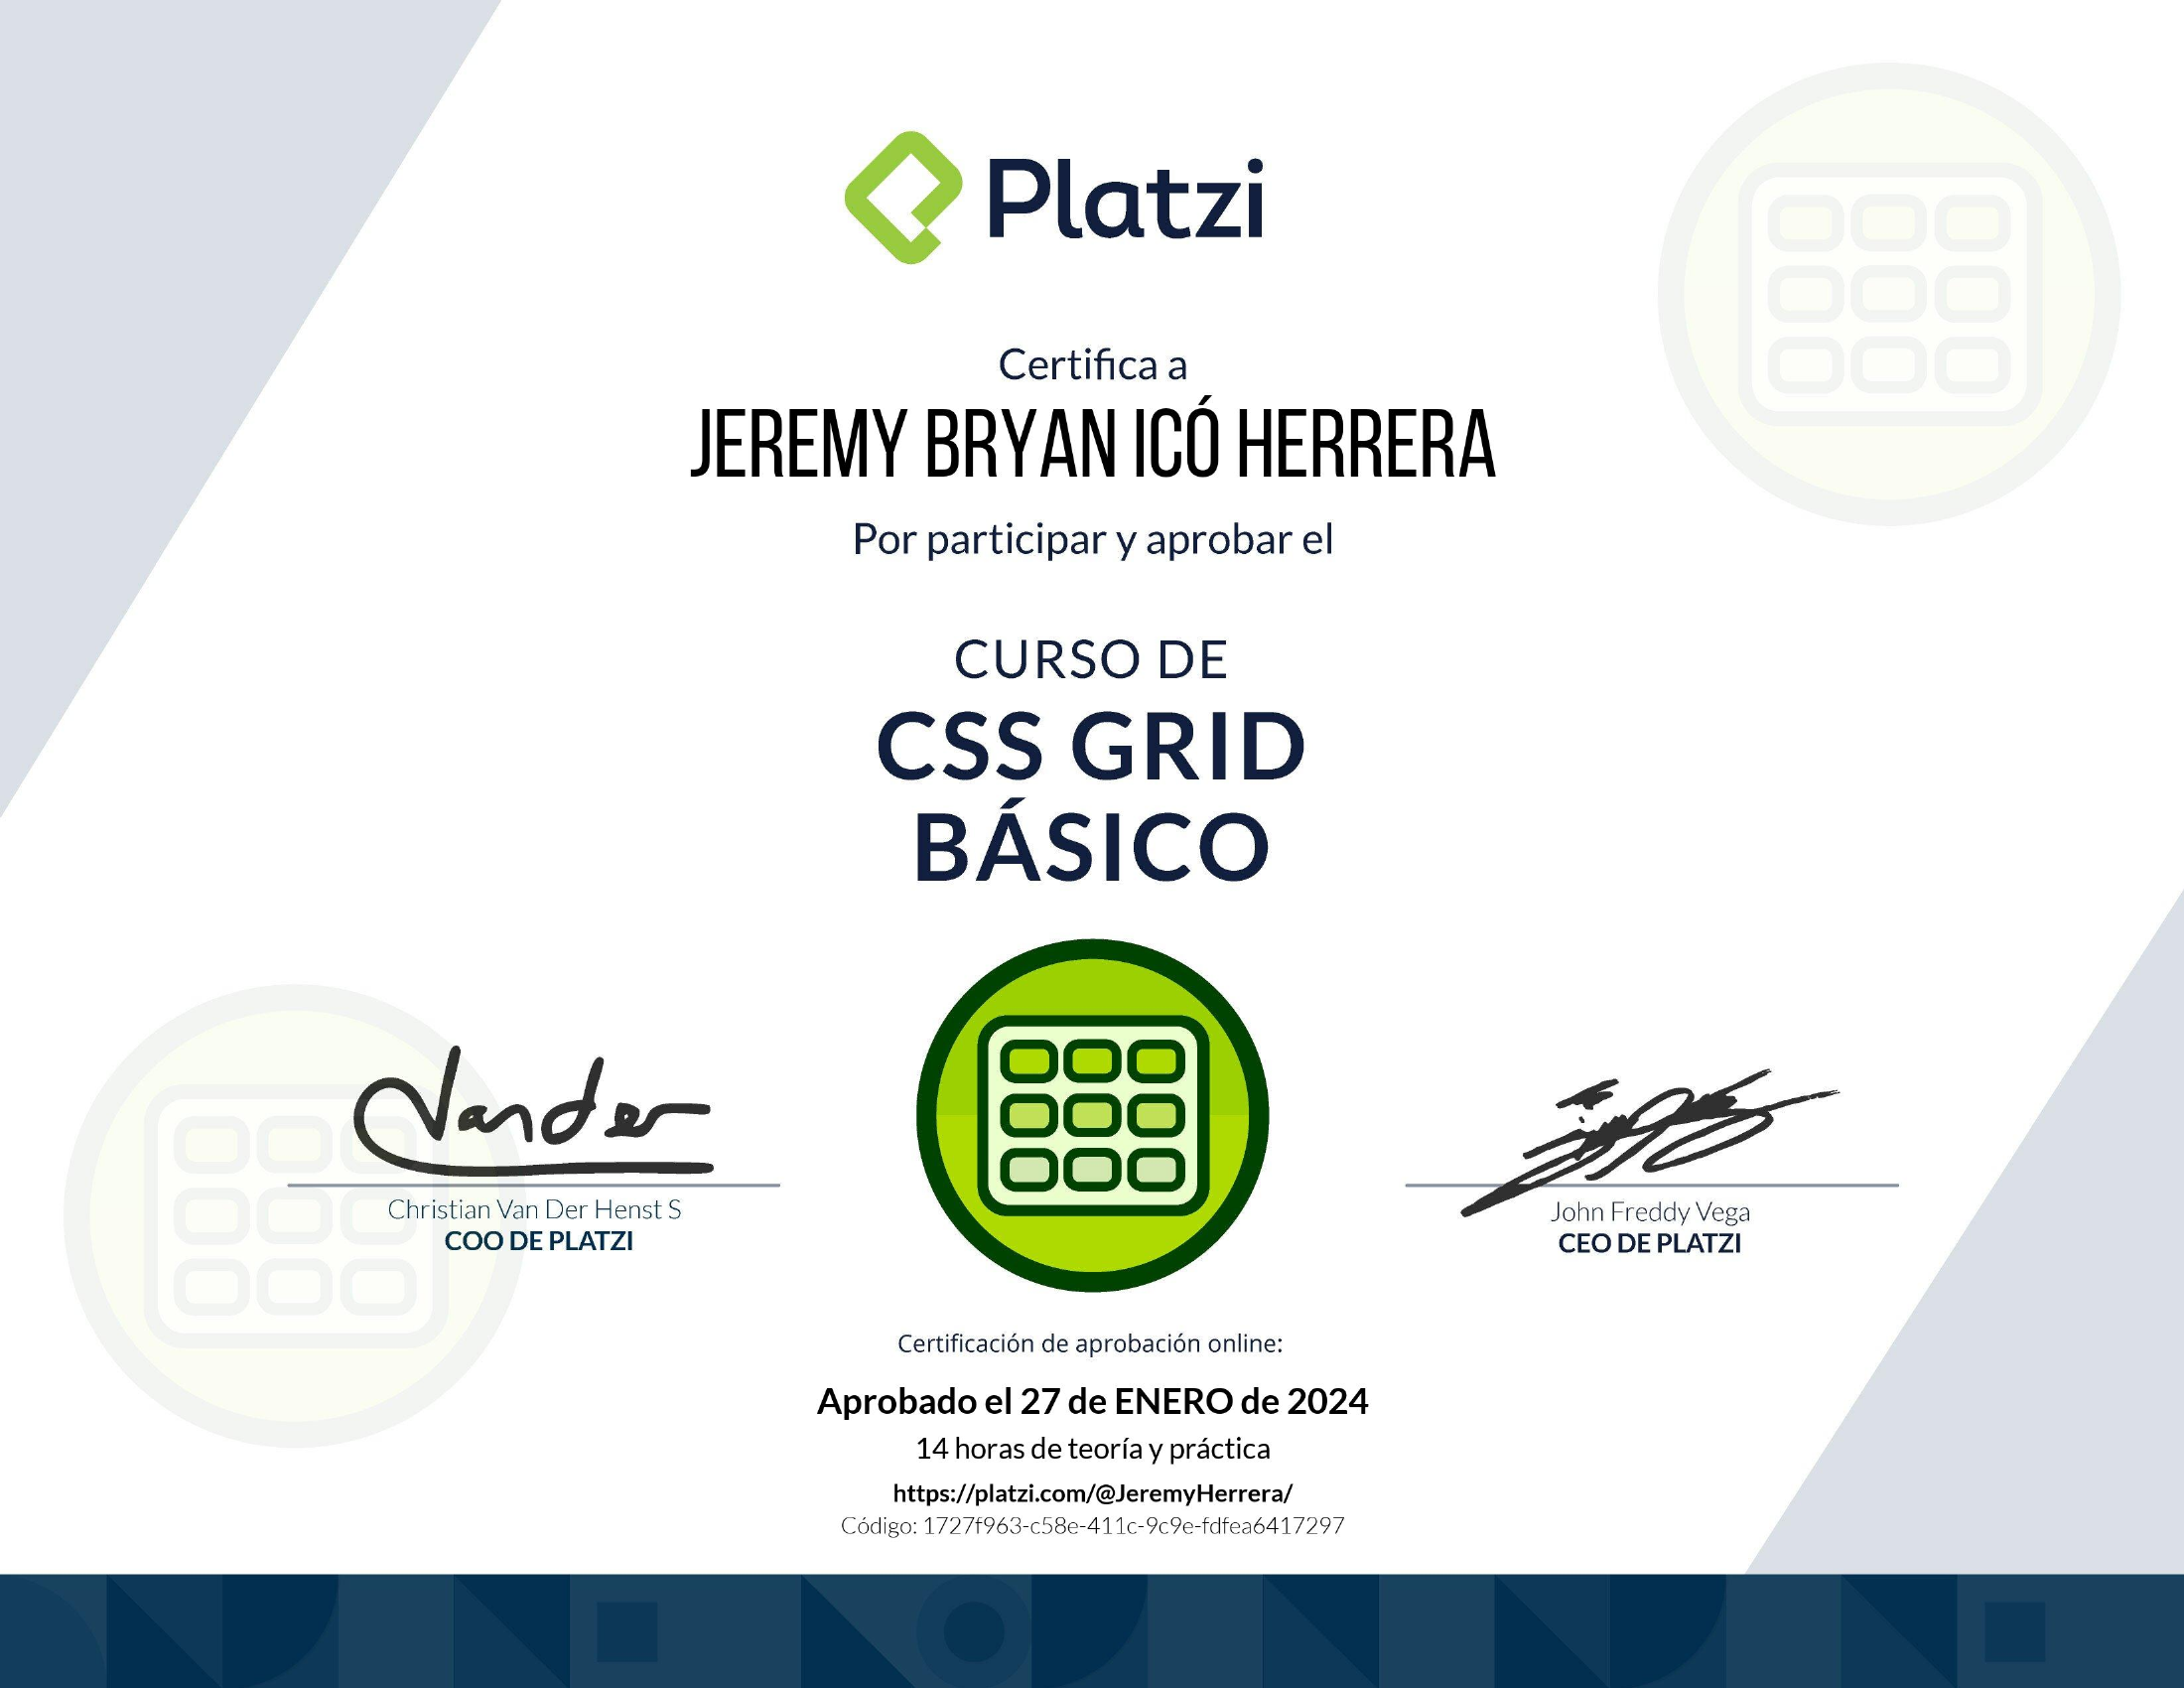 Platzi
Certifica a
JEREMY BRYAN ICÓ HERRERA
Por participar y aprobar el
CURSO DE
CSS GRID
BÁSICO
Vander
Christian Van Der Henst S
COO DE PLATZI
John Freddy Vega
CEO DE PLATZI
Certificación de aprobación online:
Aprobado el 27 de ENERO de 2024
14 horas de teoría y práctica
https://platzi.com/@JeremyHerrera/
Código: 1727f963-c58e-411c-9c9e-fdfea6417297